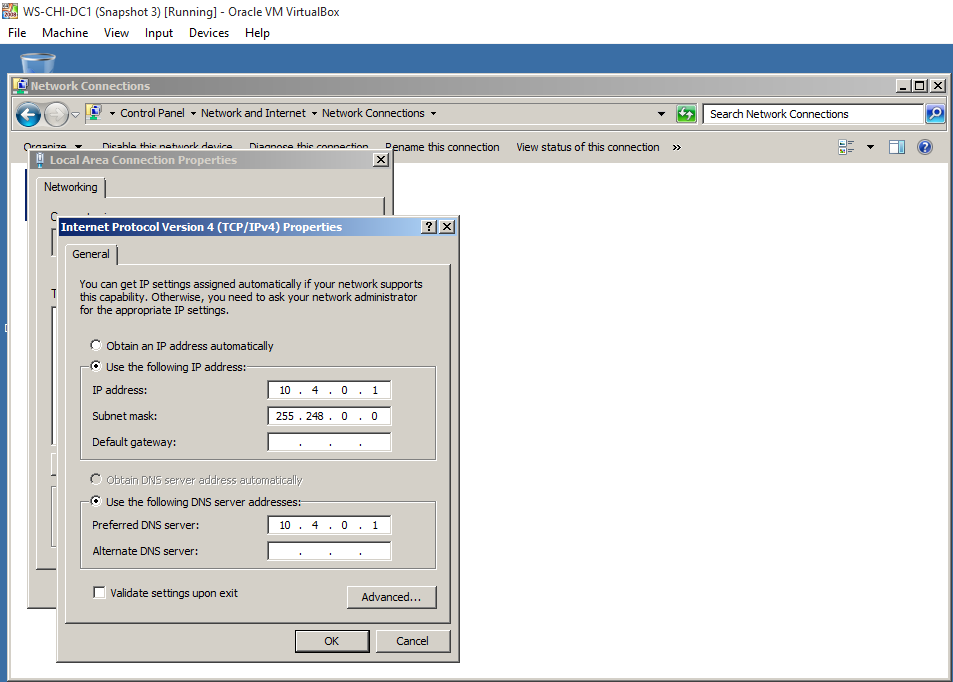 WS-CHI-DC1 (Snapshot 3) [Running] - Oracle VM VirtualBox
File Machine View Input Devices Help
Network Connections
Control Panel Network and Internet Network Connections
Search Network Connections
Organize Disable this network device Diagnose this connection Rename this connection View status of this connection »
Local Area Connection Properties
Networking
Internet Protocol Version 4 (TCP/IPv4) Properties
General
You can get IP settings assigned automatically if your network supports
this capability. Otherwise, you need to ask your network administrator
for the appropriate IP settings.
Obtain an IP address automatically
Use the following IP address:
IP address: 10 . 4 . 0 . 1
Subnet mask: 255 . 248 . 0 . 0
Default gateway: . . .
Obtain DNS server address automatically
Use the following DNS server addresses:
Preferred DNS server: 10 . 4 . 0 . 1
Alternate DNS server: . . .
Validate settings upon exit
Advanced...
OK Cancel